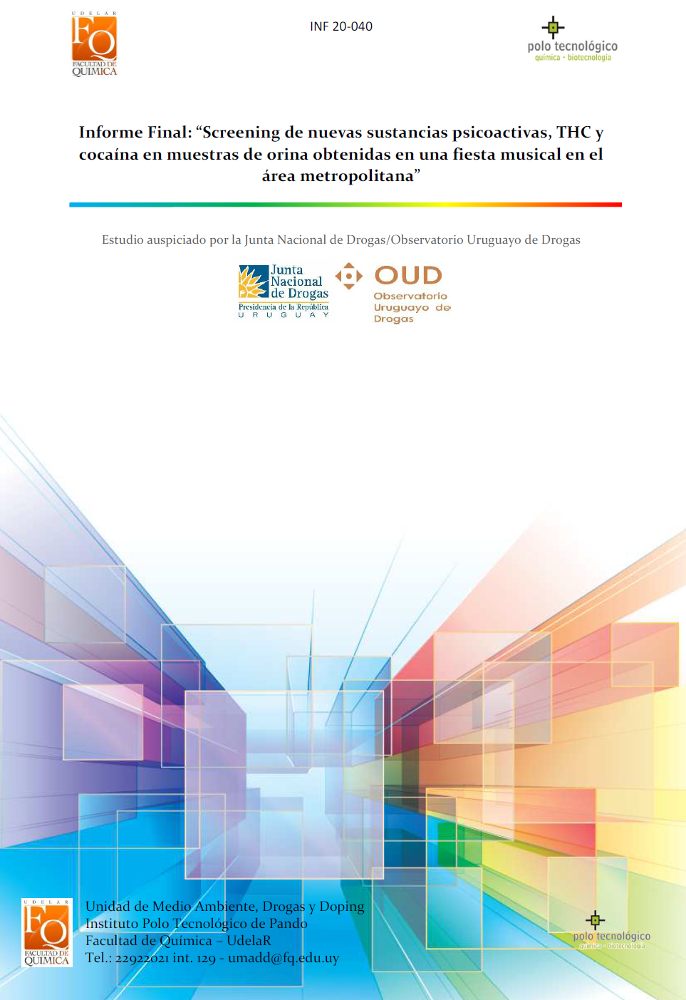 UDELAR
FQ
FACULTAD DE
QUIMICA
INF 20-040
polo tecnológico
química - biotecnología
Informe Final: “Screening de nuevas sustancias psicoactivas, THC y
cocaína en muestras de orina obtenidas en una fiesta musical en el
área metropolitana”
Estudio auspiciado por la Junta Nacional de Drogas/Observatorio Uruguayo de Drogas
Junta
Nacional
de Drogas
Presidencia de la República
URUGUAY
OUD
Observatorio
Uruguayo de
Drogas
UDELAR
FQ
FACULTAD DE
QUIMICA
Unidad de Medio Ambiente, Drogas y Doping
Instituto Polo Tecnológico de Pando
Facultad de Química – UdelaR
Tel.: 22922021 int. 129 - umadd@fq.edu.uy
polo tecnológico
química - biotecnología